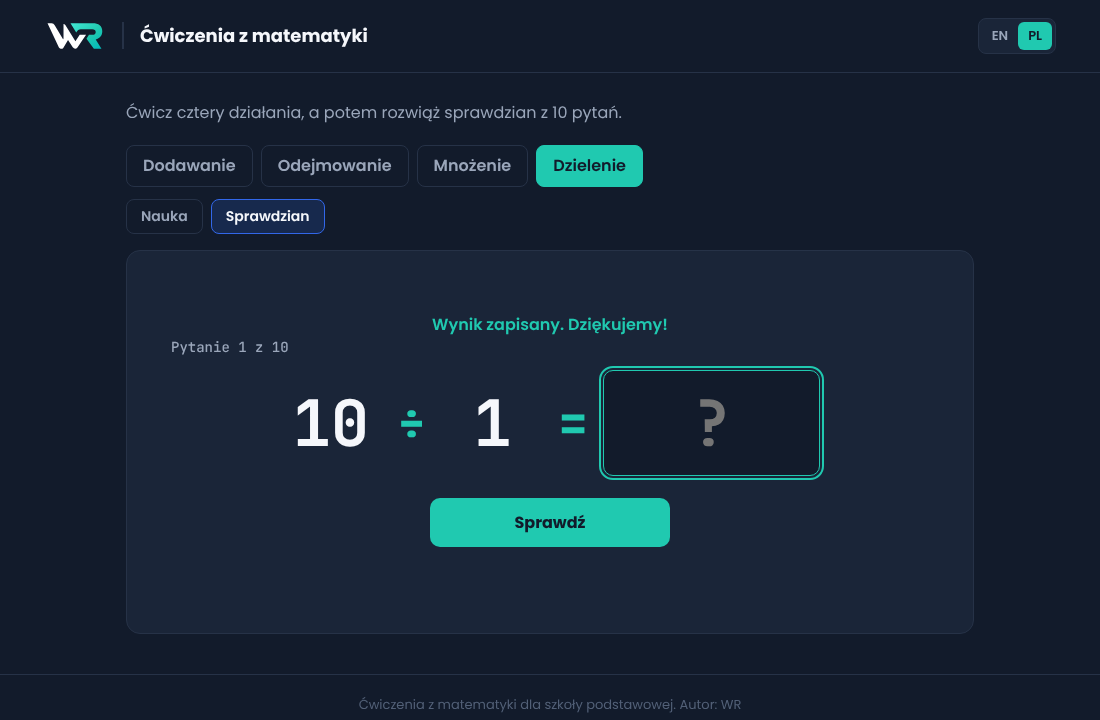 WR Ćwiczenia z matematyki EN PL
Ćwicz cztery działania, a potem rozwiąż sprawdzian z 10 pytań.
Dodawanie Odejmowanie Mnożenie Dzielenie
Nauka Sprawdzian
Wynik zapisany. Dziękujemy!
Pytanie 1 z 10
10 ÷ 1 = ?
Sprawdź
Ćwiczenia z matematyki dla szkoły podstawowej. Autor: WR